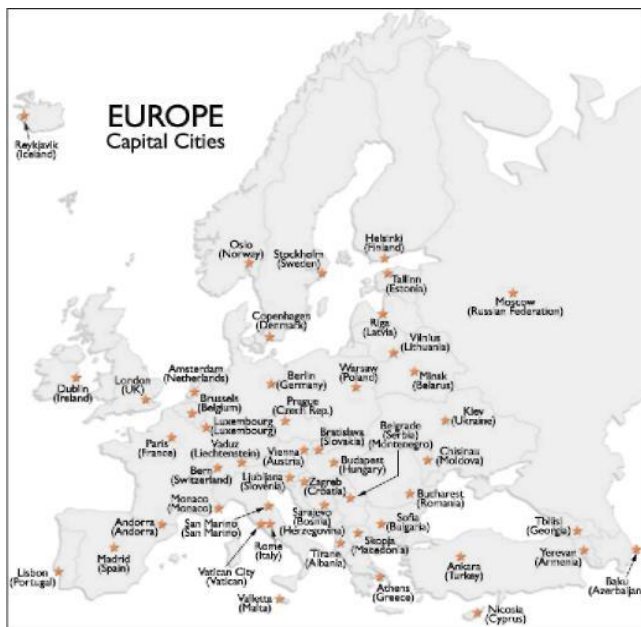 EUROPE
Capital Cities
Reykjavik
(Iceland)
Oslo
(Norway)
Stockholm
(Sweden)
Helsinki
(Finland)
Tallinn
(Estonia)
Moscow
(Russian Federation)
Copenhagen
(Denmark)
Riga
(Latvia)
Vilnius
(Lithuania)
Dublin
(Ireland)
London
(UK)
Amsterdam
(Netherlands)
Berlin
(Germany)
Warsaw
(Poland)
Minsk
(Belarus)
Brussels
(Belgium)
Prague
(Czech Rep.)
Luxembourg
(Luxembourg)
Kiev
(Ukraine)
Paris
(France)
Vaduz
(Liechtenstein)
Vienna
(Austria)
Bratislava
(Slovakia)
Belgrade
(Serbia)
(Montenegro)
Budapest
(Hungary)
Chisinau
(Moldova)
Bern
(Switzerland)
Ljubljana
(Slovenia)
Zagreb
(Croatia)
Bucharest
(Romania)
Monaco
(Monaco)
San Marino
(San Marino)
Sarajevo
(Bosnia)
(Herzegovina)
Sofia
(Bulgaria)
Andorra
(Andorra)
Rome
(Italy)
Skopja
(Macedonia)
Tbilisi
(Georgia)
Madrid
(Spain)
Vatican City
(Vatican)
Tirane
(Albania)
Ankara
(Turkey)
Yerevan
(Armenia)
Lisbon
(Portugal)
Valletta
(Malta)
Athens
(Greece)
Baku
(Azerbaijan)
Nicosia
(Cyprus)